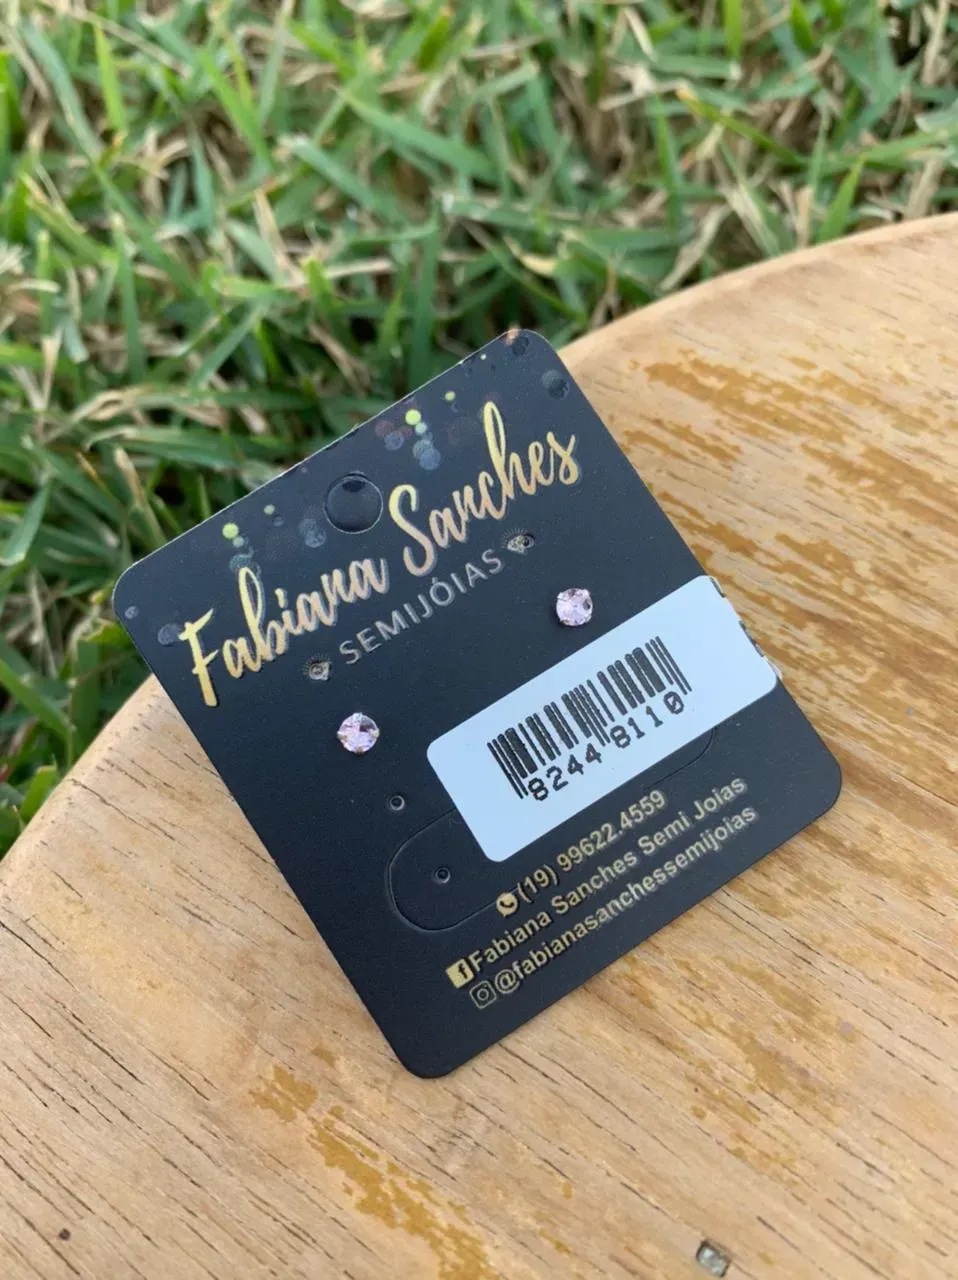 Fabiana Sanches
SEMIJÓIAS
8244 8110
(19) 99622.4559
Fabiana Sanches Semi Joias
@fabianasanchessemijoias